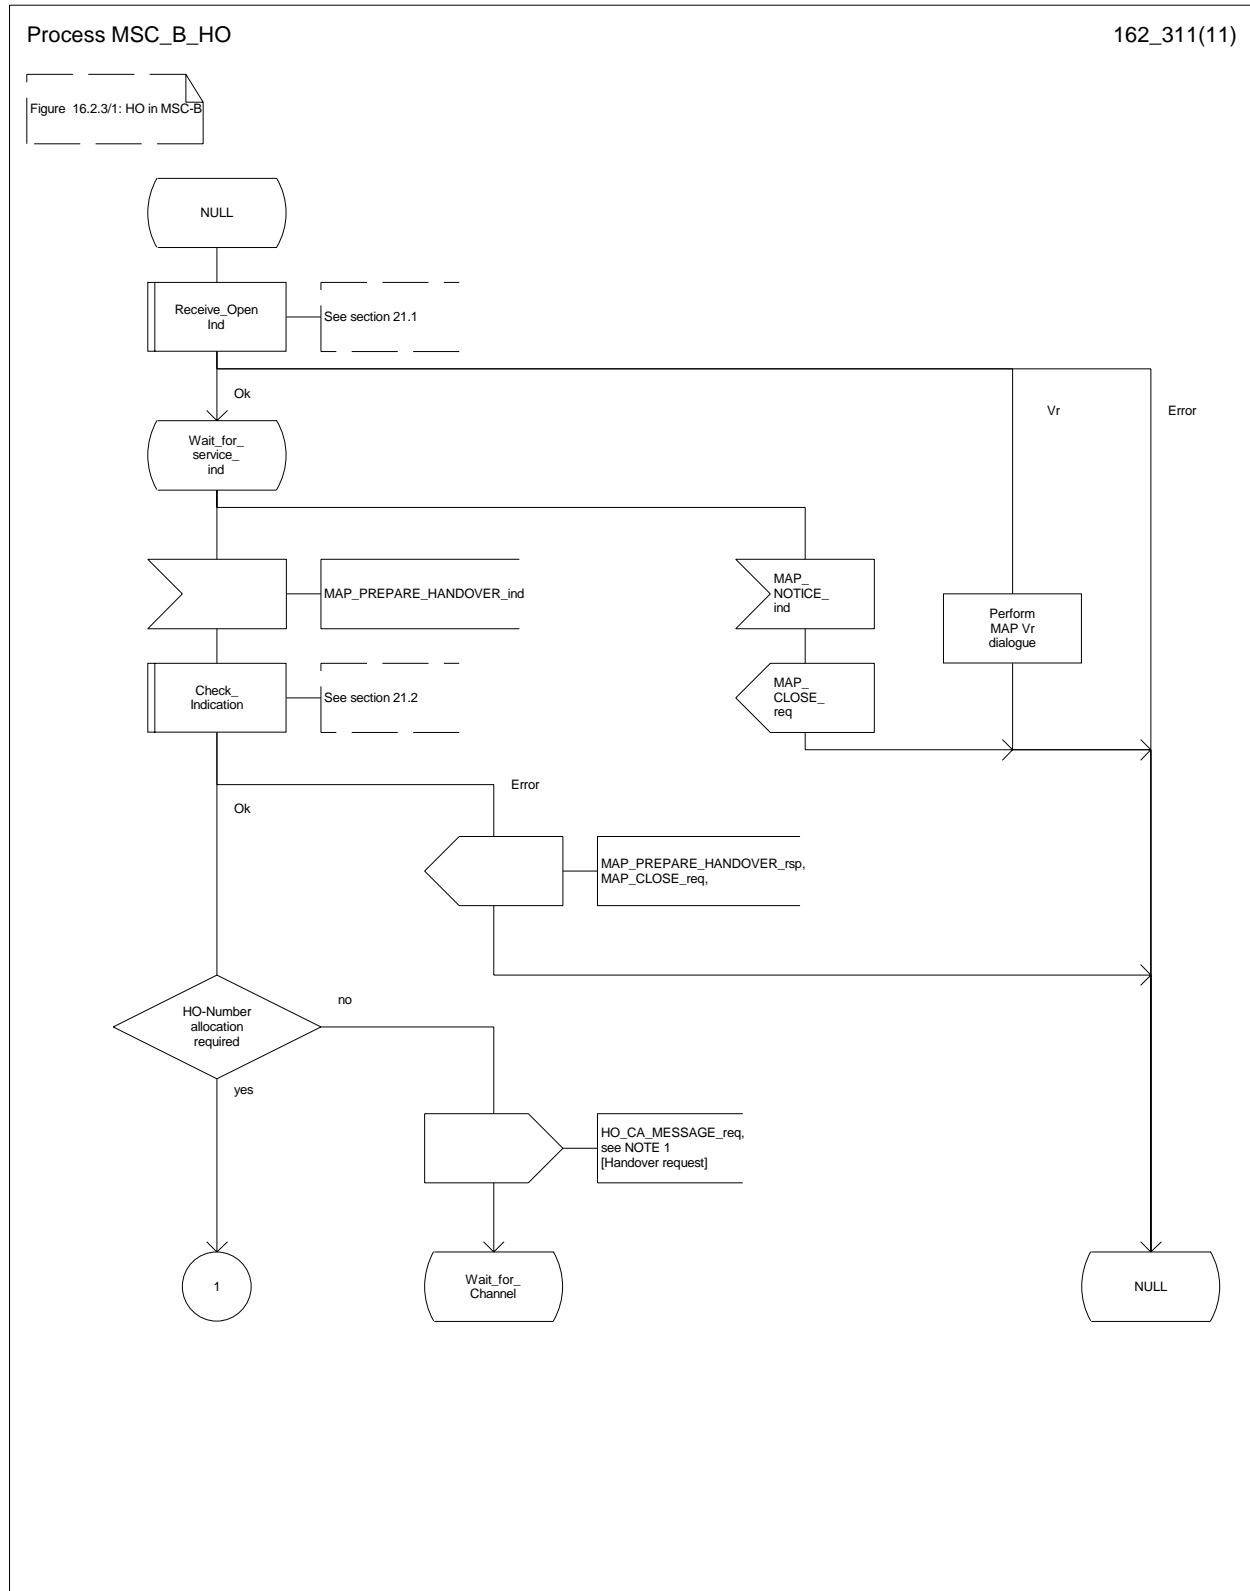 Process MSC_B_HO
162_311(11)
Figure 16.2.3/1: HO in MSC-B
NULL
Receive_Open
Ind
See section 21.1
Ok
Vr
Error
Wait_for_
service_
ind
MAP_PREPARE_HANDOVER_ind
MAP_
NOTICE_
ind
Perform
MAP Vr
dialogue
Check_
Indication
See section 21.2
MAP_
CLOSE_
req
Error
Ok
MAP_PREPARE_HANDOVER_rsp,
MAP_CLOSE_req,
HO-Number
allocation
required
no
yes
HO_CA_MESSAGE_req,
see NOTE 1
[Handover request]
1
Wait_for_
Channel
NULL